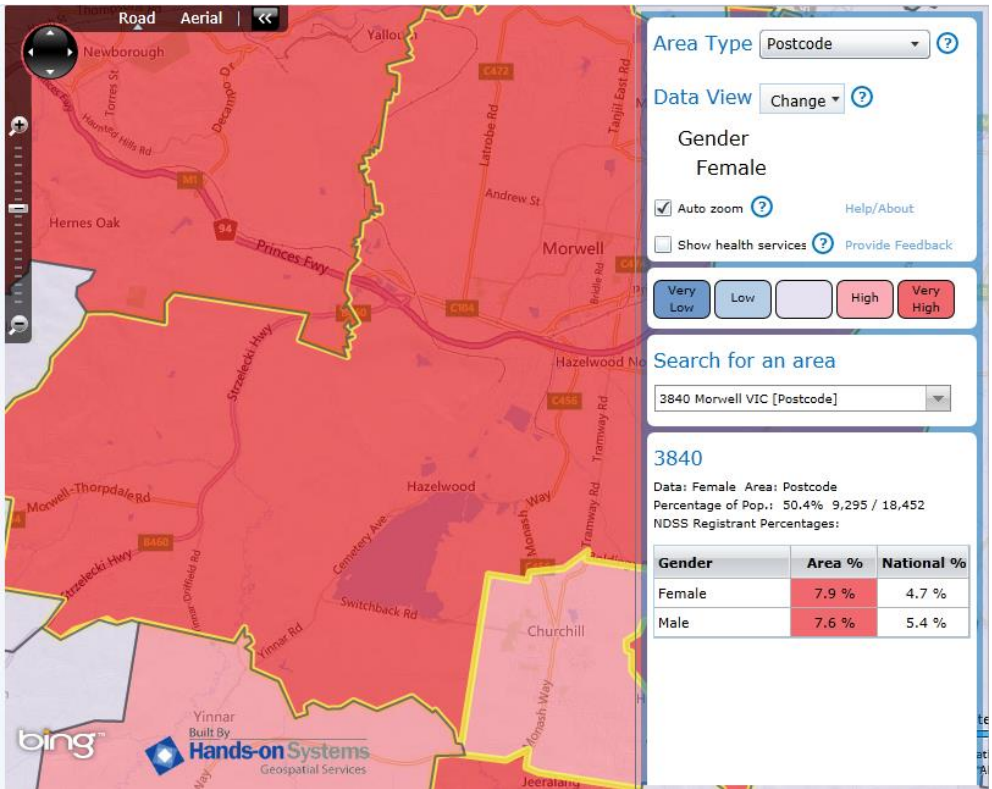 Road Aerial
Newborough
Yallourn
Torres St
Decampo Dr
Haunted Hills Rd
C472
Latrobe Rd
Tanjil East Rd
M1
Hernes Oak
94
Princes Fwy
Andrew St
Morwell
Bridle Rd
C104
Strzelecki Hwy
Hazelwood No
C456
Tramway Rd
Hazelwood
Morwell-Thorpdale Rd
Monash Way
Tramway Rd
Cemetery Ave
B460
Strzelecki Hwy
Switchback Rd
Yinnar Rd
Churchill
Monash Way
Yinnar
Jeeralang
bing
Built By
Hands-on Systems
Geospatial Services
Area Type Postcode ?
Data View Change ?
Gender
Female
Auto zoom ? Help/About
Show health services ? Provide Feedback
Very Low
Low
High
Very High
Search for an area
3840 Morwell VIC [Postcode]
3840
Data: Female Area: Postcode
Percentage of Pop.: 50.4% 9,295 / 18,452
NDSS Registrant Percentages:
Gender Area % National %
Female 7.9 % 4.7 %
Male 7.6 % 5.4 %